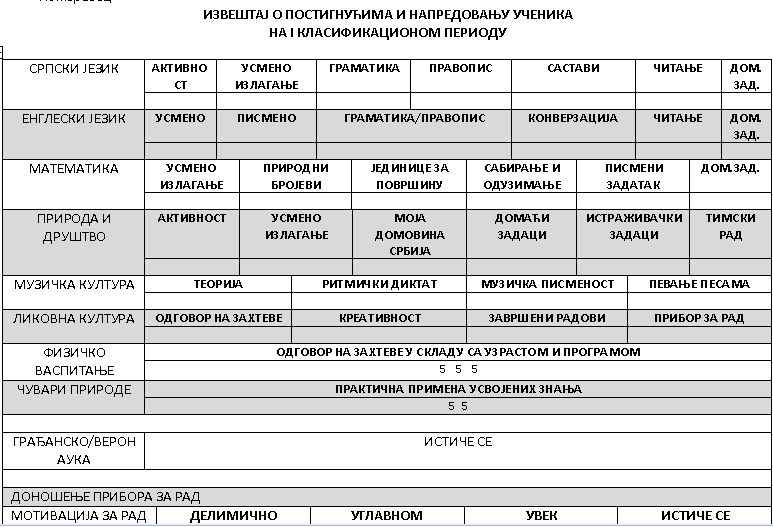 ИЗВЕШТАЈ О ПОСТИГНУЋИМА И НАПРЕДОВАЊУ УЧЕНИКА
НА I КЛАСИФИКАЦИОНОМ ПЕРИОДУ
СРПСКИ ЈЕЗИК АКТИВНО УСМЕНО ГРАМАТИКА ПРАВОПИС САСТАВИ ЧИТАЊЕ ДОМ.
СТ ИЗЛАГАЊЕ ЗАД.
ЕНГЛЕСКИ ЈЕЗИК УСМЕНО ПИСМЕНО ГРАМАТИКА/ПРАВОПИС КОНВЕРЗАЦИЈА ЧИТАЊЕ ДОМ.
ЗАД.
МАТЕМАТИКА УСМЕНО ПРИРОДНИ ЈЕДИНИЦЕ ЗА САБИРАЊЕ И ПИСМЕНИ ДОМ.ЗАД.
ИЗЛАГАЊЕ БРОЈЕВИ ПОВРШИНУ ОДУЗИМАЊЕ ЗАДАТАК
ПРИРОДА И АКТИВНОСТ УСМЕНО МОЈА ДОМАЋИ ИСТРАЖИВАЧКИ ТИМСКИ
ДРУШТВО ИЗЛАГАЊЕ ДОМОВИНА ЗАДАЦИ ЗАДАЦИ РАД
СРБИЈА
МУЗИЧКА КУЛТУРА ТЕОРИЈА РИТМИЧКИ ДИКТАТ МУЗИЧКА ПИСМЕНОСТ ПЕВАЊЕ ПЕСАМА
ЛИКОВНА КУЛТУРА ОДГОВОР НА ЗАХТЕВЕ КРЕАТИВНОСТ ЗАВРШЕНИ РАДОВИ ПРИБОР ЗА РАД
ФИЗИЧКО ОДГОВОР НА ЗАХТЕВЕ У СКЛАДУ СА УЗРАСТОМ И ПРОГРАМОМ
ВАСПИТАЊЕ 5 5 5
ЧУВАРИ ПРИРОДЕ ПРАКТИЧНА ПРИМЕНА УСВОЈЕНИХ ЗНАЊА
5 5
ГРАЂАНСКО/ВЕРОН ИСТИЧЕ СЕ
АУКА
ДОНОШЕЊЕ ПРИБОРА ЗА РАД
МОТИВАЦИЈА ЗА РАД ДЕЛИМИЧНО УГЛАВНОМ УВЕК ИСТИЧЕ СЕ